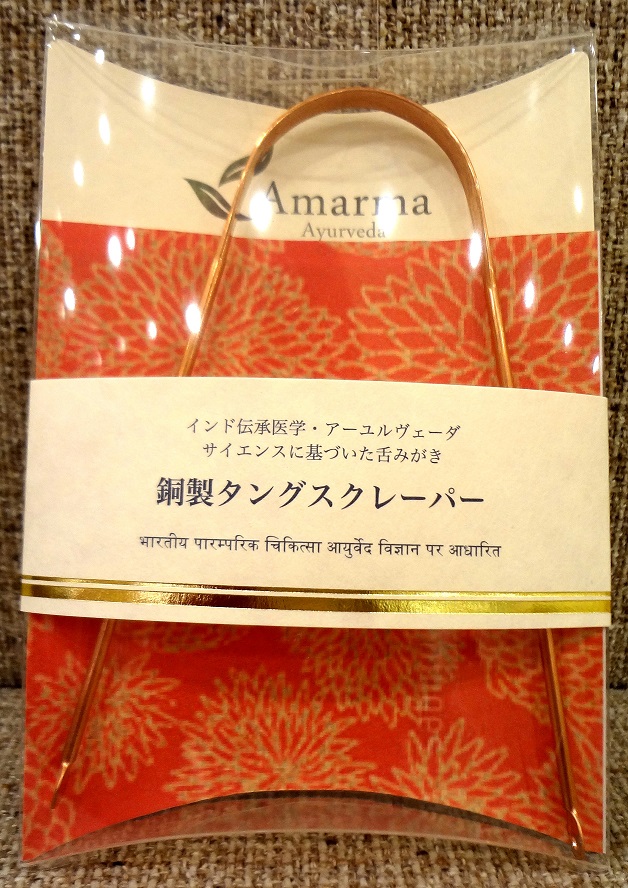 Amarma
Ayurveda
インド伝承医学・アーユルヴェーダ
サイエンスに基づいた舌みがき
銅製タングスクレーパー
भारतीय पारम्परिक चिकित्सा आयुर्वेद विज्ञान पर आधारित